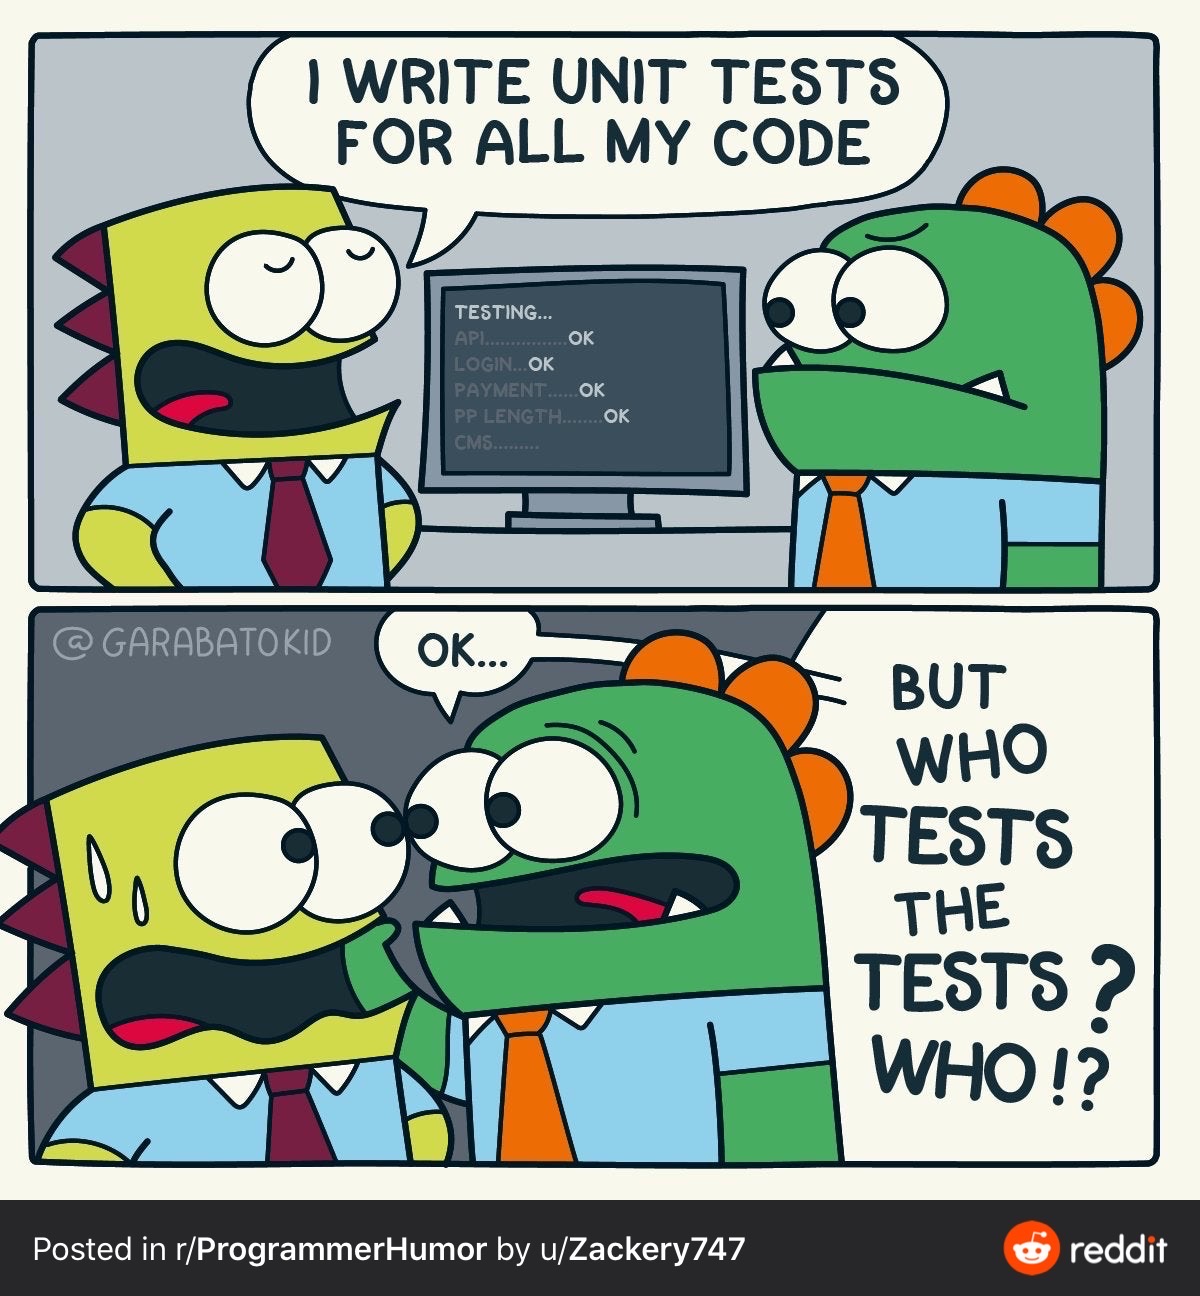 I WRITE UNIT TESTS
FOR ALL MY CODE
TESTING...
API...............OK
LOGIN...OK
PAYMENT......OK
PP LENGTH........OK
CMS.........
@GARABATOKID
OK...
BUT
WHO
TESTS
THE
TESTS?
WHO!?
Posted in r/ProgrammerHumor by u/Zackery747
reddit